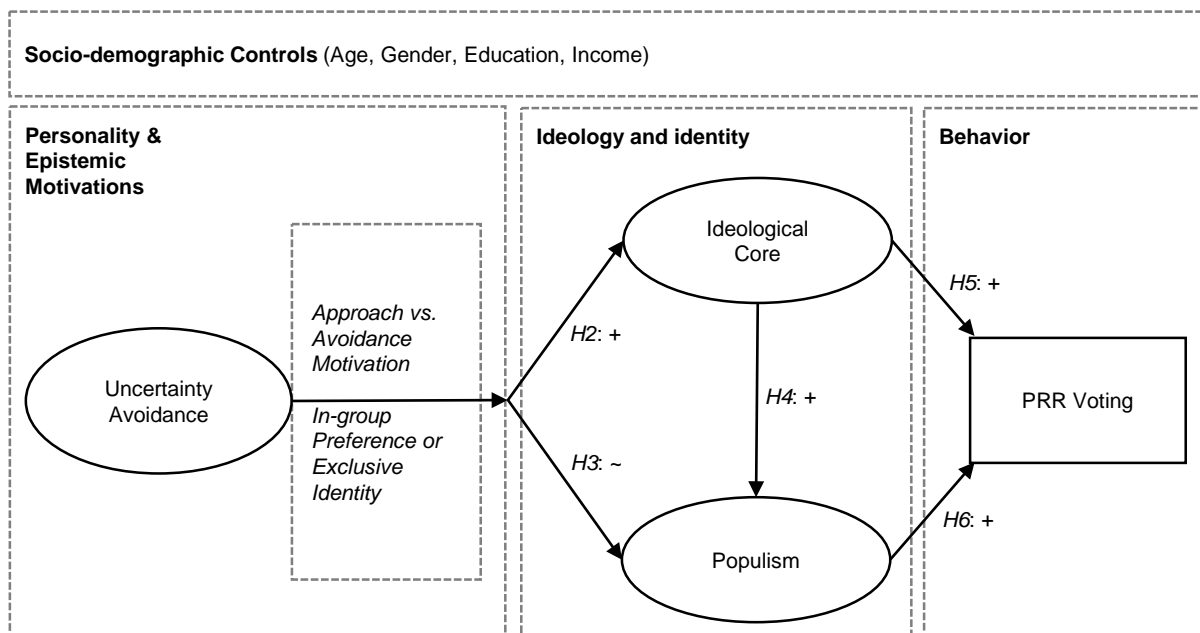 Socio-demographic Controls (Age, Gender, Education, Income)
Personality &
Epistemic
Motivations
Ideology and identity
Behavior
Ideological
Core
H5: +
Approach vs.
Avoidance
Motivation
H2: +
Uncertainty
Avoidance
H4: +
PRR Voting
In-group
Preference or
Exclusive
Identity
H3: ~
H6: +
Populism